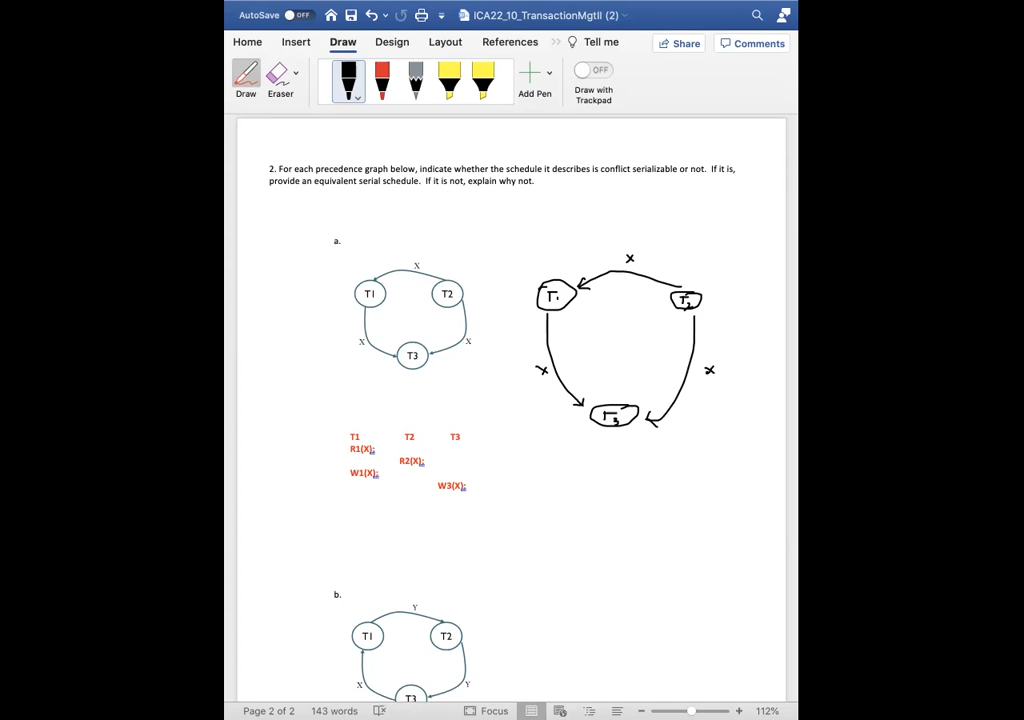 AutoSave OFF ICA22_10_TransactionMgtII (2)
Home Insert Draw Design Layout References Tell me Share Comments
Draw Eraser Add Pen OFF Draw with
Trackpad
2. For each precedence graph below, indicate whether the schedule it describes is conflict serializable or not. If it is,
provide an equivalent serial schedule. If it is not, explain why not.
a.
X
X
T1 T2
T1 T2
X X
T3
X X
T3
T1 T2 T3
R1(X);
R2(X);
W1(X);
W3(X);
b.
Y
T1 T2
X Y
T3
Page 2 of 2 143 words Focus 112%